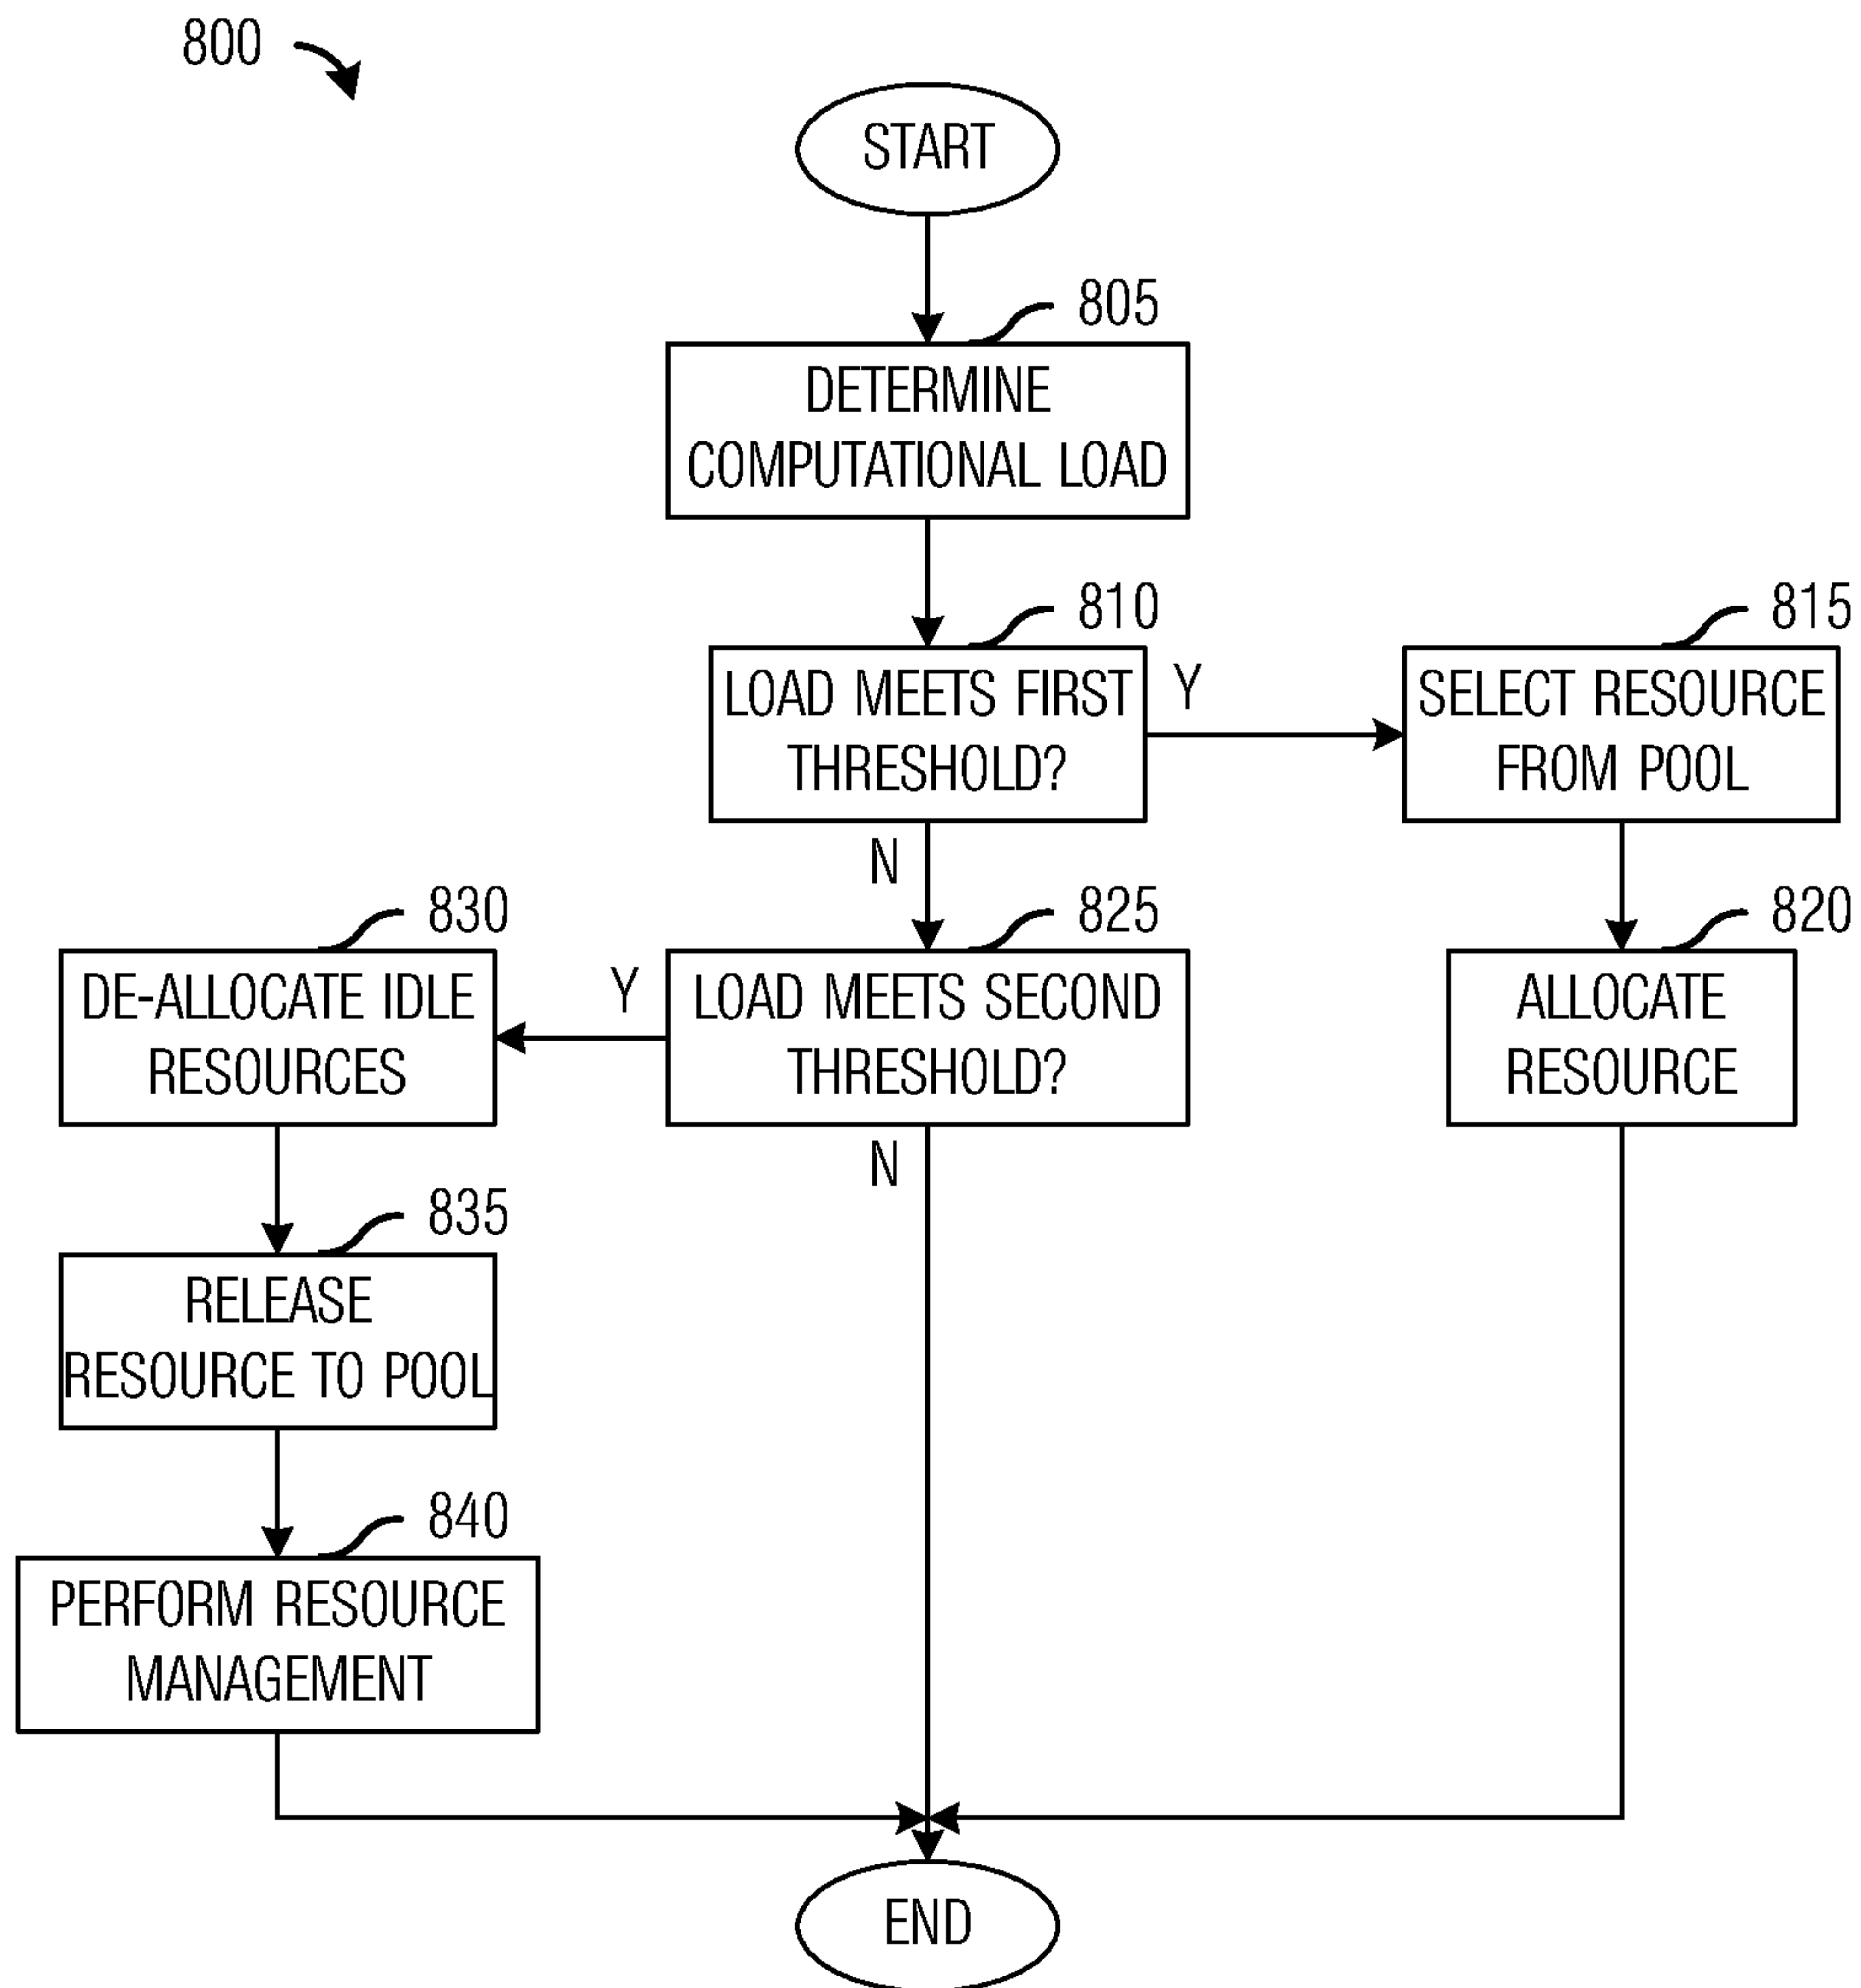 800
START
805
DETERMINE
COMPUTATIONAL LOAD
810
LOAD MEETS FIRST
THRESHOLD?
Y
815
SELECT RESOURCE
FROM POOL
N
830
DE-ALLOCATE IDLE
RESOURCES
Y
825
LOAD MEETS SECOND
THRESHOLD?
820
ALLOCATE
RESOURCE
N
835
RELEASE
RESOURCE TO POOL
840
PERFORM RESOURCE
MANAGEMENT
END